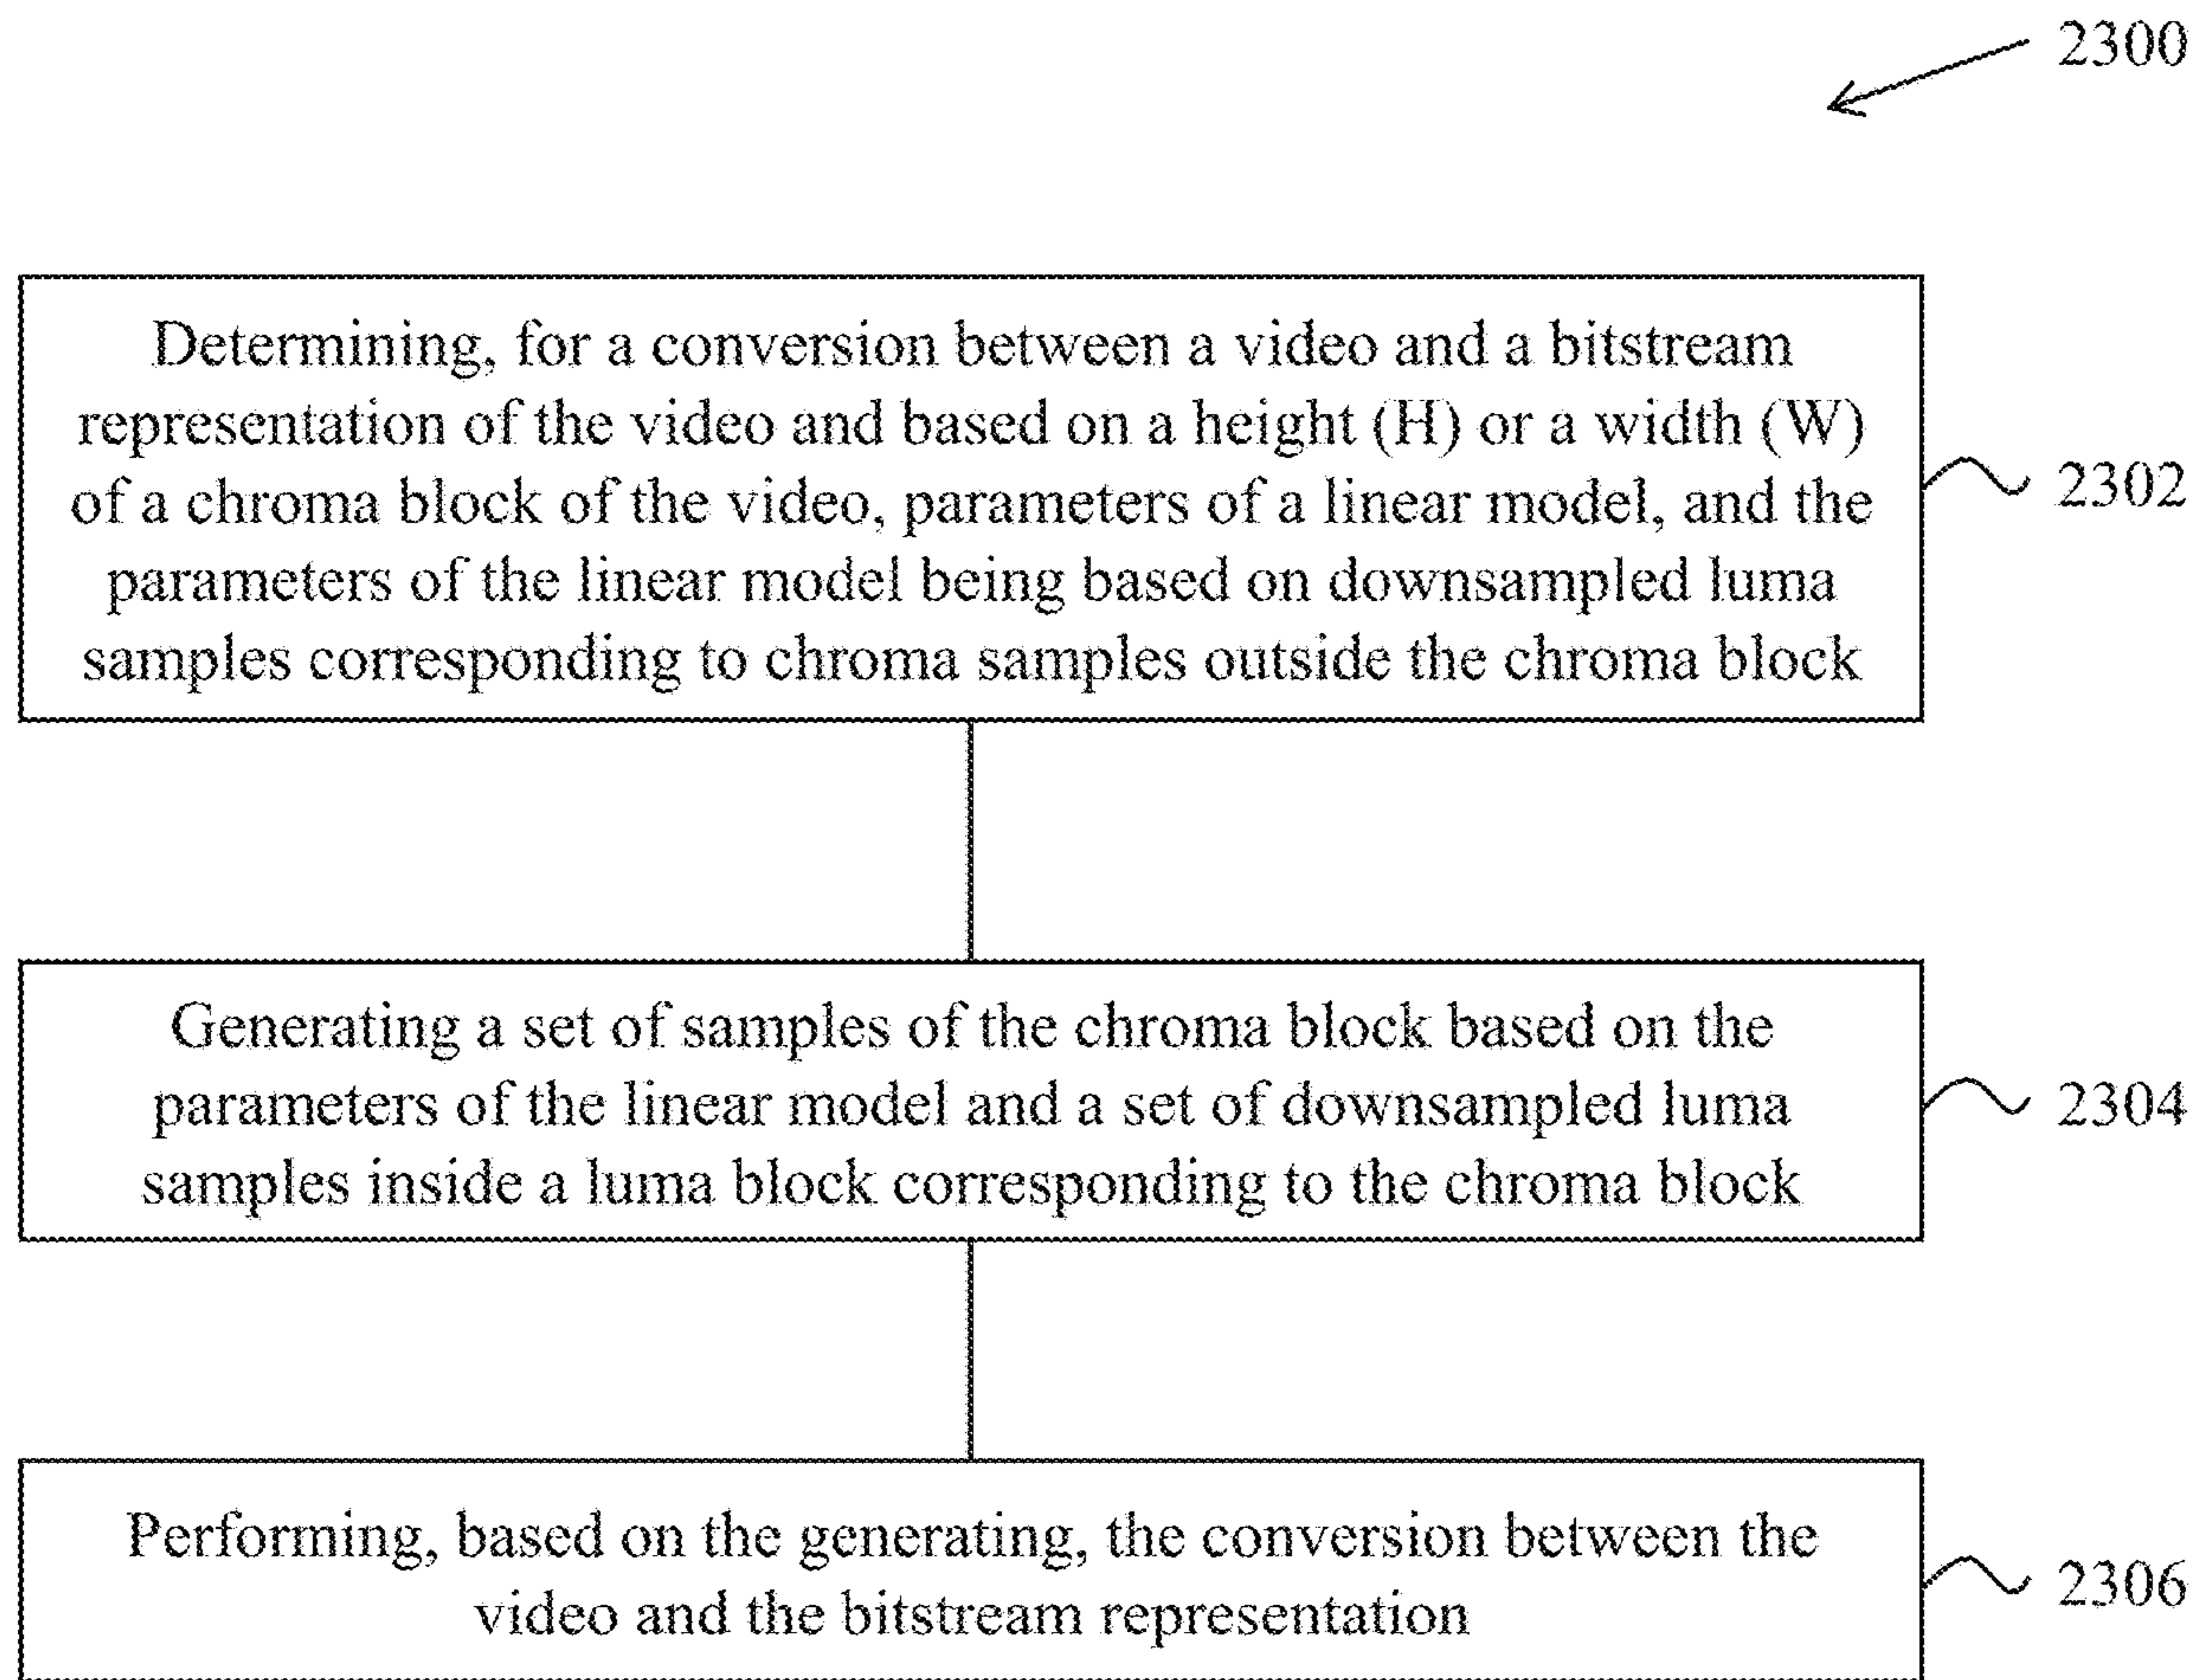 2300
Determining, for a conversion between a video and a bitstream
representation of the video and based on a height (H) or a width (W)
of a chroma block of the video, parameters of a linear model, and the
parameters of the linear model being based on downsampled luma
samples corresponding to chroma samples outside the chroma block
2302
Generating a set of samples of the chroma block based on the
parameters of the linear model and a set of downsampled luma
samples inside a luma block corresponding to the chroma block
2304
Performing, based on the generating, the conversion between the
video and the bitstream representation
2306